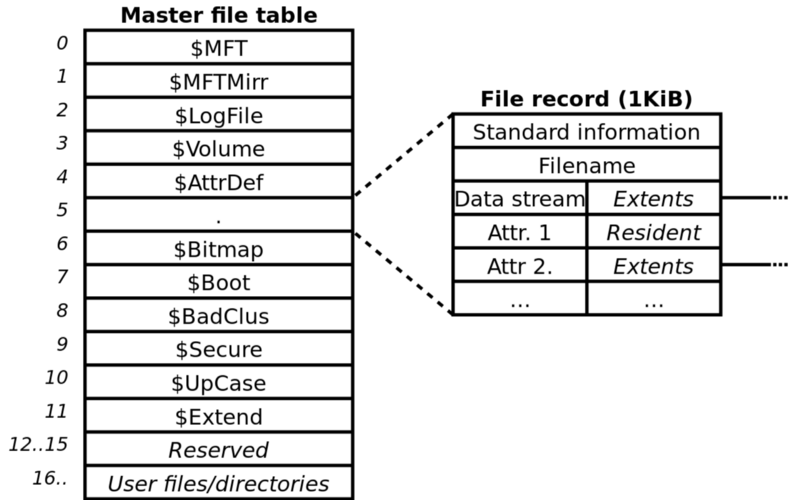 Master file table
0 $MFT
1 $MFTMirr
2 $LogFile
3 $Volume
4 $AttrDef
5 .
6 $Bitmap
7 $Boot
8 $BadClus
9 $Secure
10 $UpCase
11 $Extend
12..15 Reserved
16.. User files/directories
File record (1KiB)
Standard information
Filename
Data stream Extents
Attr. 1 Resident
Attr 2. Extents
... ...